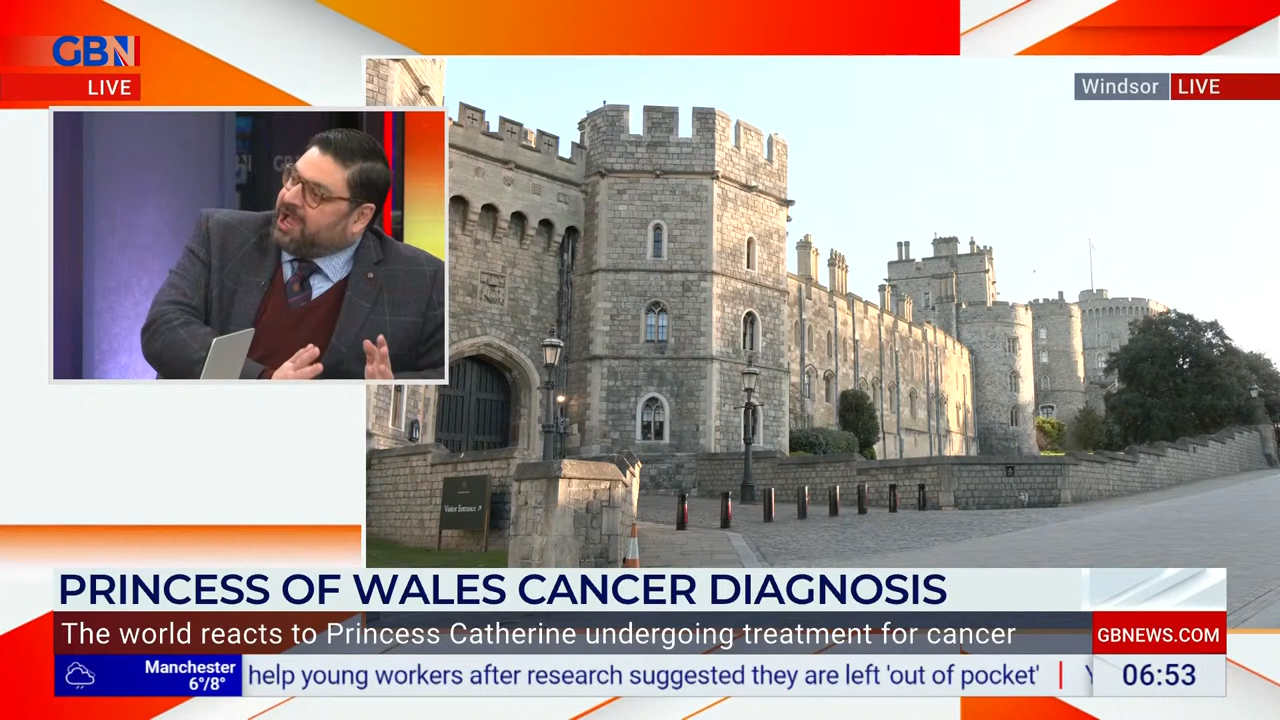 GBN
LIVE
Windsor
LIVE
Visitor Entrance
PRINCESS OF WALES CANCER DIAGNOSIS
The world reacts to Princess Catherine undergoing treatment for cancer
GBNEWS.COM
Manchester
6°/8°
help young workers after research suggested they are left 'out of pocket'
06:53